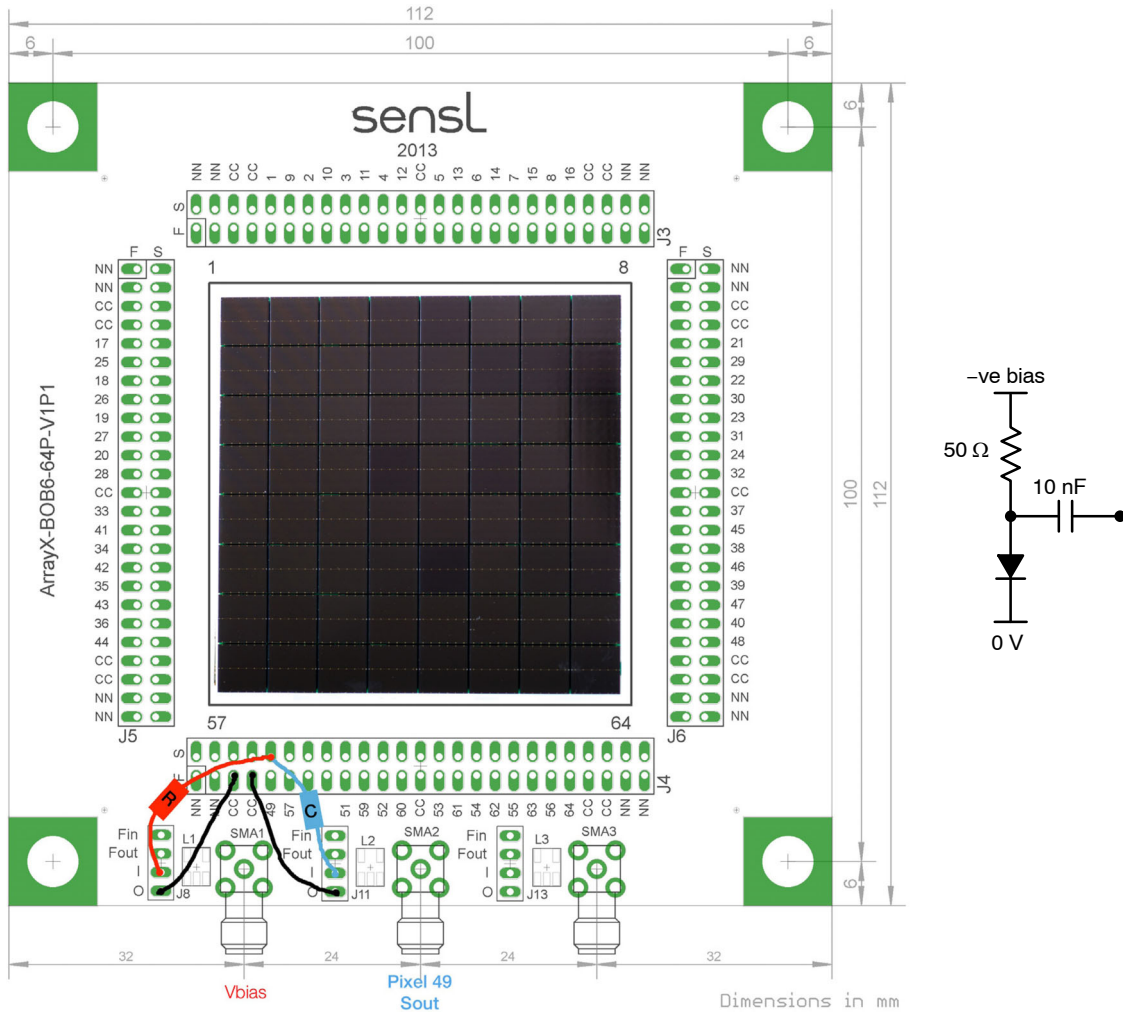 112
6 100 6
sensL
2013
NN NN CC CC 1 9 2 10 3 11 4 12 CC 5 13 6 14 7 15 8 16 CC CC NN NN
S
F
J3
F S
1 8
F S
NN
NN
CC
CC
17
25
18
26
19
27
20
28
CC
33
41
34
42
35
43
36
44
CC
CC
NN
NN
J5
ArrayX-BOB6-64P-V1P1
NN
NN
CC
CC
21
29
22
30
23
31
24
32
CC
37
45
38
46
39
47
40
48
CC
CC
NN
NN
J6
6
100
112
6
–ve bias
50 Ω
10 nF
0 V
57 64
S
F
J4
R
C
NN NN CC CC 49 57 51 59 52 60 CC 53 61 54 62 55 63 56 64 CC CC NN NN
Fin
Fout
I
O
J8
L1
SMA1
Fin
Fout
I
O
J11
L2
SMA2
Fin
Fout
I
O
J13
L3
SMA3
32 24 24 32
Vbias
Pixel 49
Sout
Dimensions in mm